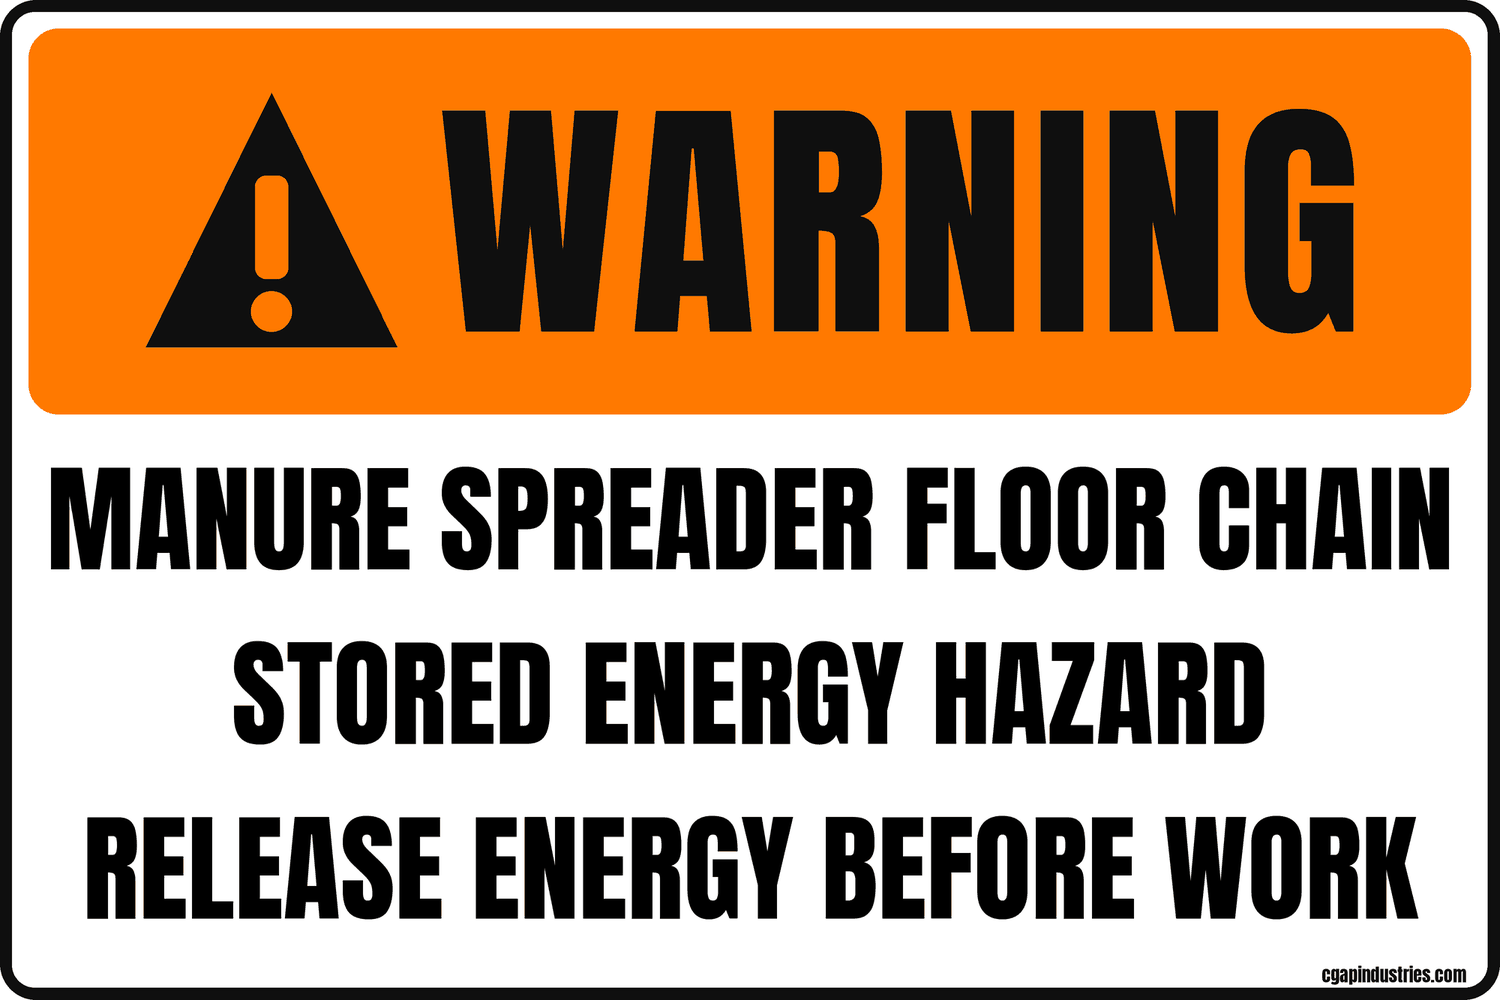 WARNING
MANURE SPREADER FLOOR CHAIN
STORED ENERGY HAZARD
RELEASE ENERGY BEFORE WORK
cgapindustries.com